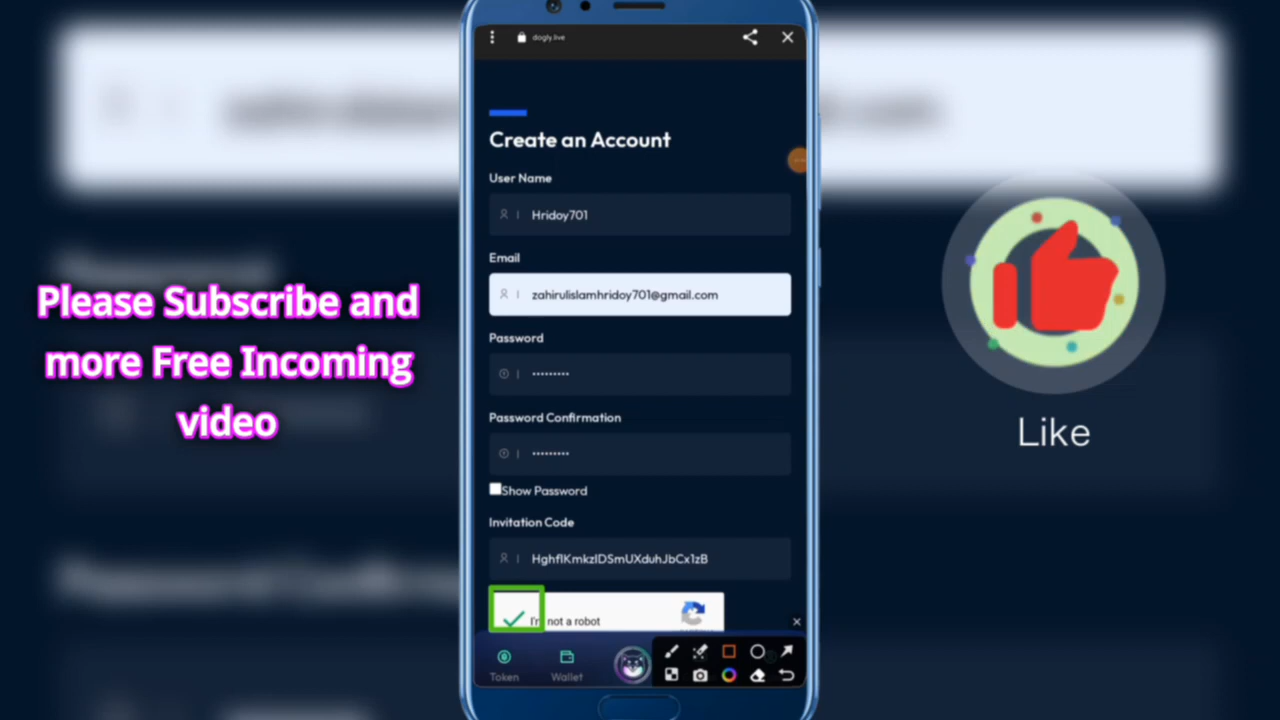 dogly.live
Create an Account
User Name
Hridoy701
Email
zahirulislamhridoy701@gmail.com
Password
Password Confirmation
Show Password
Invitation Code
I'm not a robot
Token
Wallet
Please Subscribe and
more Free Incoming
video
Like